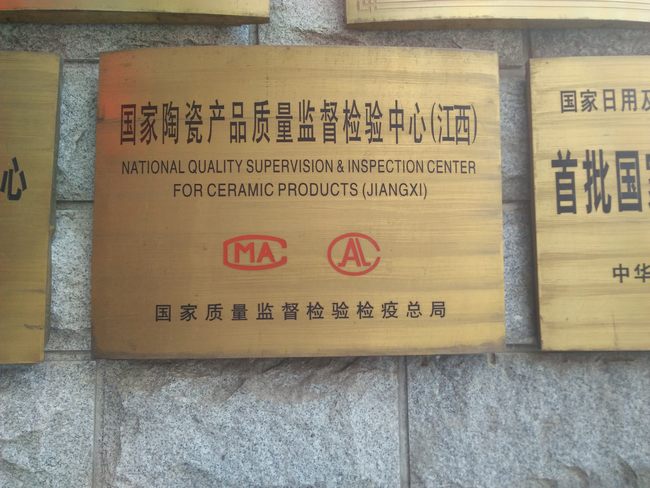 国家陶瓷产品质量监督检验中心(江西)
NATIONAL QUALITY SUPERVISION & INSPECTION CENTER
FOR CERAMIC PRODUCTS (JIANGXI)
CMA
CAL
国家质量监督检验检疫总局
心
国家日用及
首批国家
中华